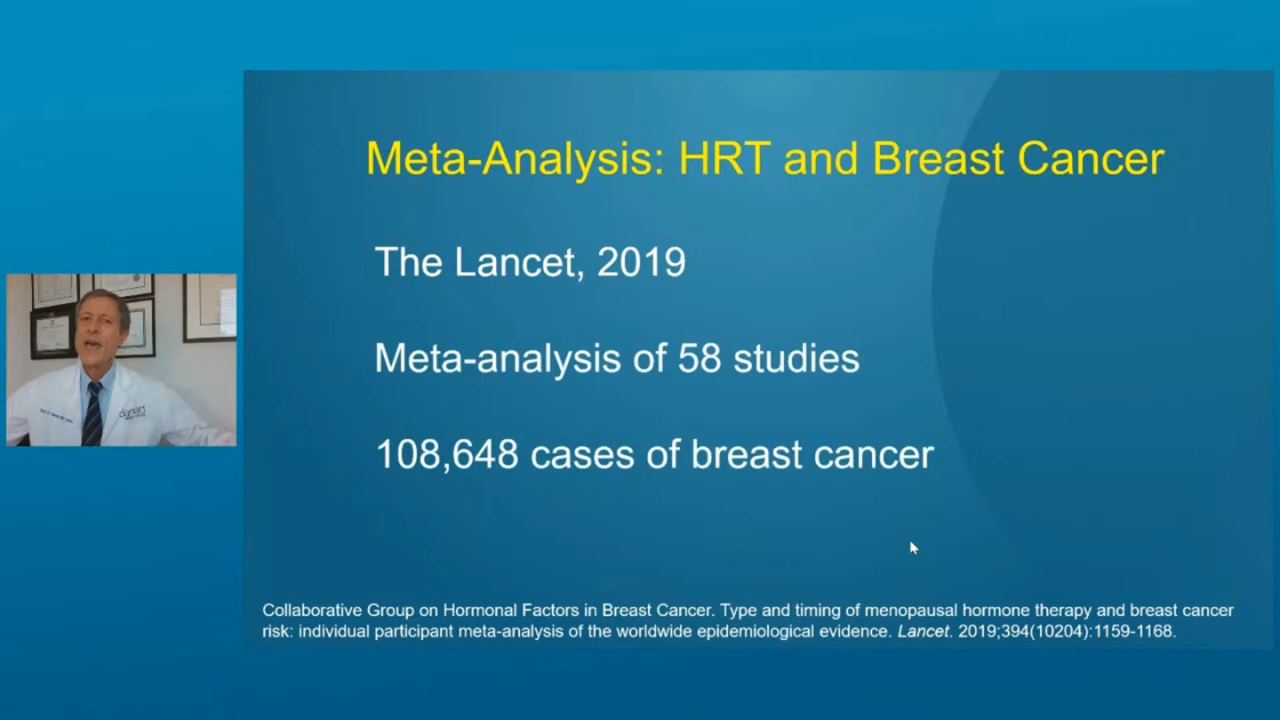 Meta-Analysis: HRT and Breast Cancer
The Lancet, 2019
Meta-analysis of 58 studies
108,648 cases of breast cancer
Collaborative Group on Hormonal Factors in Breast Cancer. Type and timing of menopausal hormone therapy and breast cancer
risk: individual participant meta-analysis of the worldwide epidemiological evidence. Lancet. 2019;394(10204):1159-1168.